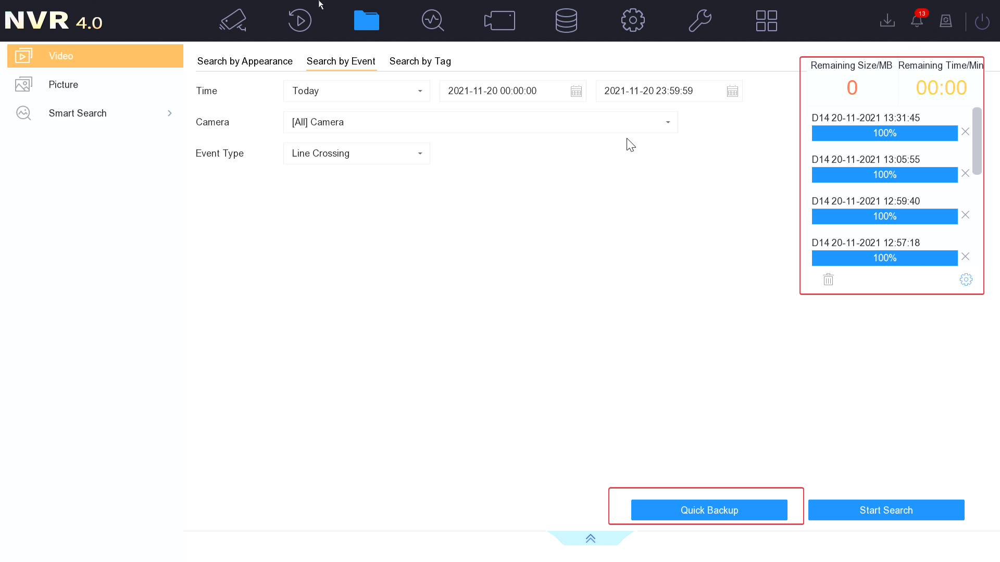 NVR 4.0
13
Video
Picture
Smart Search
Search by Appearance Search by Event Search by Tag
Time Today 2021-11-20 00:00:00 2021-11-20 23:59:59
Camera [All] Camera
Event Type Line Crossing
Remaining Size/MB Remaining Time/Min
0 00:00
D14 20-11-2021 13:31:45
100%
D14 20-11-2021 13:05:55
100%
D14 20-11-2021 12:59:40
100%
D14 20-11-2021 12:57:18
100%
Quick Backup Start Search